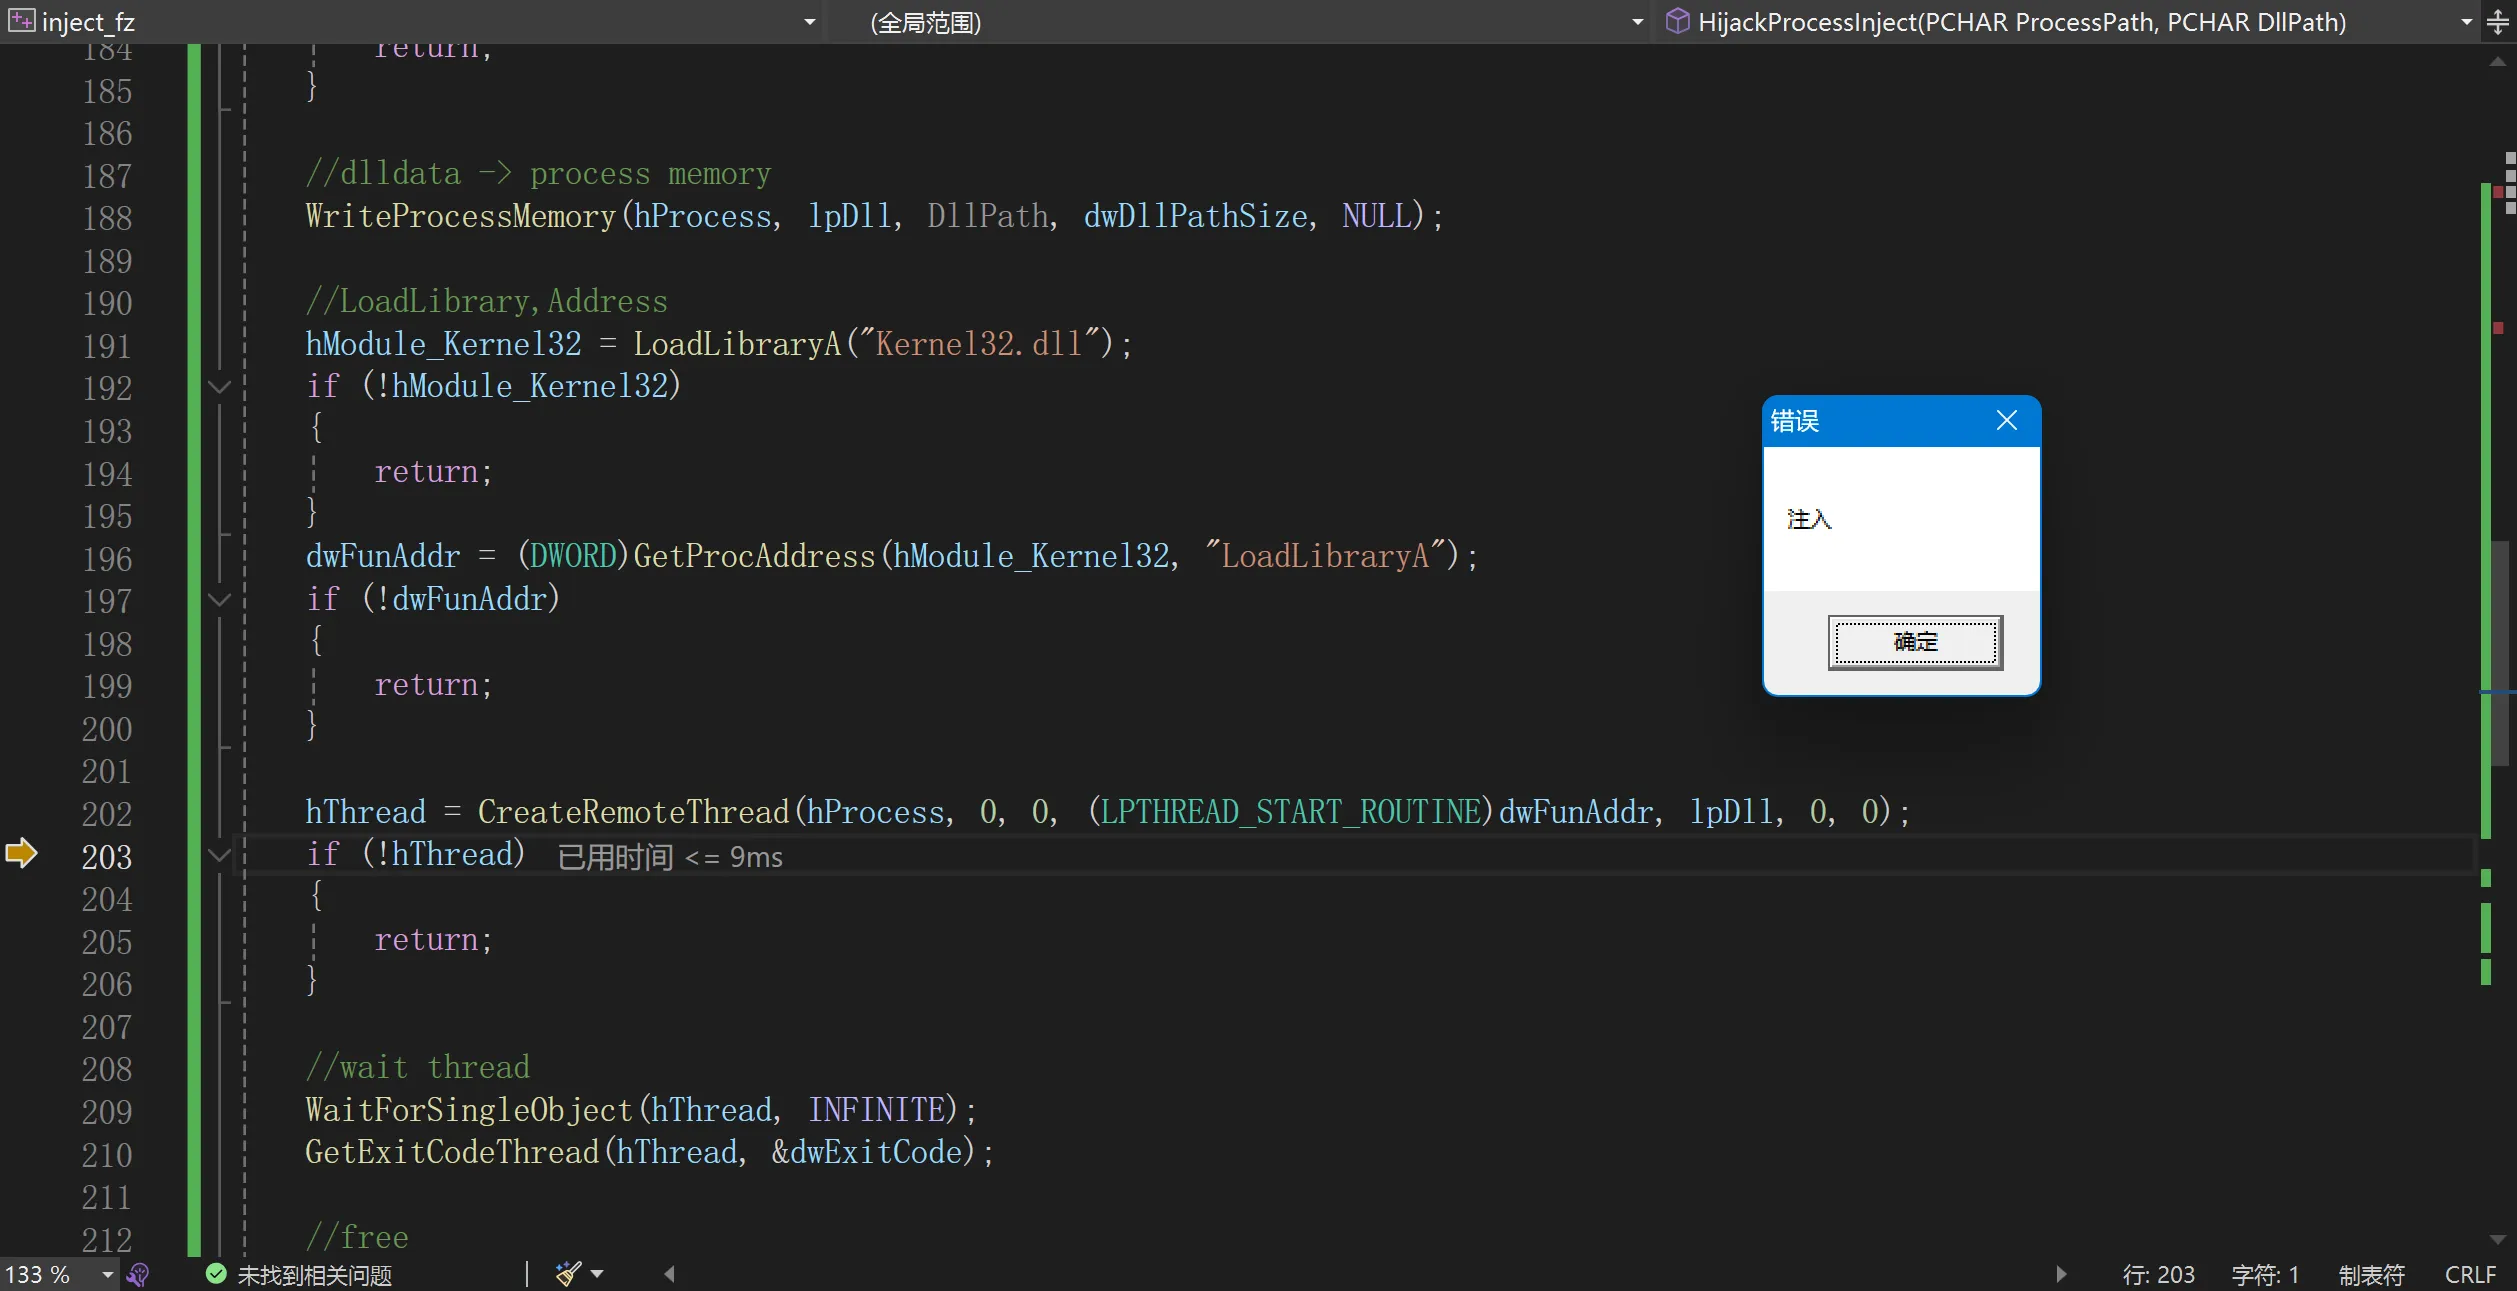 inject_fz (全局范围) HijackProcessInject(PCHAR ProcessPath, PCHAR DllPath)
184 return;
185 }
186
187 //dlldata -> process memory
188 WriteProcessMemory(hProcess, lpDll, DllPath, dwDllPathSize, NULL);
189
190 //LoadLibrary,Address
191 hModule_Kernel32 = LoadLibraryA("Kernel32.dll");
192 if (!hModule_Kernel32)
193 {
194 return;
195 }
196 dwFunAddr = (DWORD)GetProcAddress(hModule_Kernel32, "LoadLibraryA");
197 if (!dwFunAddr)
198 {
199 return;
200 }
201
202 hThread = CreateRemoteThread(hProcess, 0, 0, (LPTHREAD_START_ROUTINE)dwFunAddr, lpDll, 0, 0);
203 if (!hThread) 已用时间 <= 9ms
204 {
205 return;
206 }
207
208 //wait thread
209 WaitForSingleObject(hThread, INFINITE);
210 GetExitCodeThread(hThread, &dwExitCode);
211
212 //free
错误
注入
确定
133 % 未找到相关问题 行: 203 字符: 1 制表符 CRLF